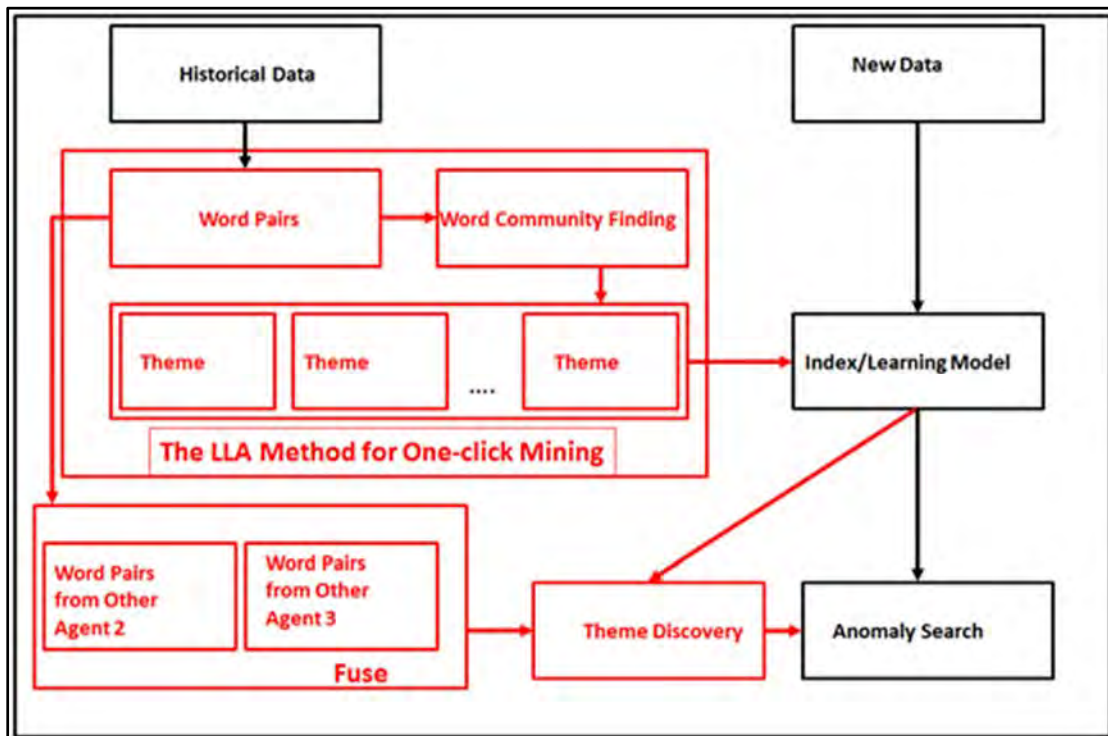 Historical Data
New Data
Word Pairs
Word Community Finding
Theme
Theme
....
Theme
Index/Learning Model
The LLA Method for One-click Mining
Word Pairs
from Other
Agent 2
Word Pairs
from Other
Agent 3
Fuse
Theme Discovery
Anomaly Search